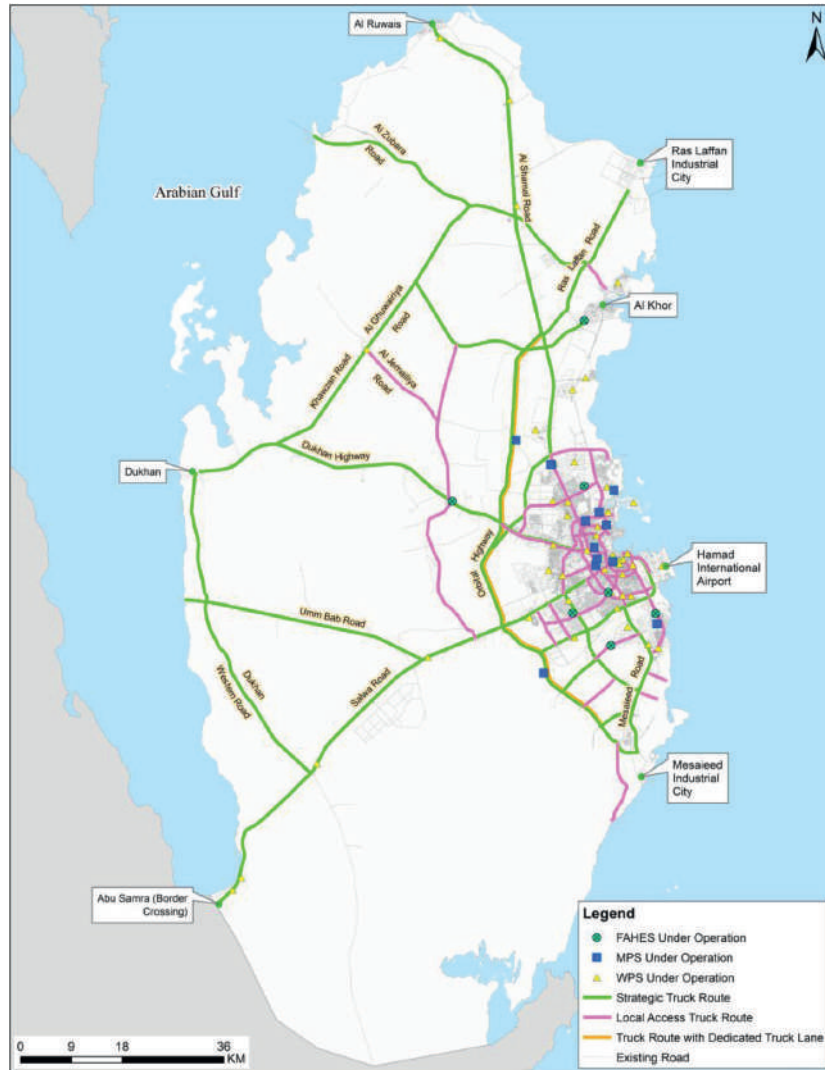 Al Ruwais
N
Al Zubara
Road
Al Shamal Road
Ras Laffan
Industrial
City
Arabian Gulf
Ras Laffan Road
Al Khor
Al Ghuwairiya
Road
Al Jemailiya
Road
Khawzan Road
Dukhan
Dukhan Highway
Orbital Highway
Hamad
International
Airport
Umm Bab Road
Salwa Road
Dukhan
Western Road
Mesaieed Road
Mesaieed
Industrial
City
Abu Samra (Border
Crossing)
Legend
FAHES Under Operation
MPS Under Operation
WPS Under Operation
Strategic Truck Route
Local Access Truck Route
Truck Route with Dedicated Truck Lane
Existing Road
0 9 18 36
KM